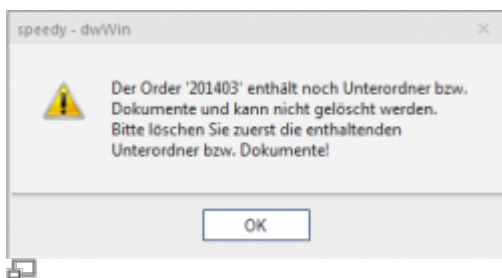 speedy - dwWin
Der Order '201403' enthält noch Unterordner bzw.
Dokumente und kann nicht gelöscht werden.
Bitte löschen Sie zuerst die enthaltenden
Unterordner bzw. Dokumente!
OK